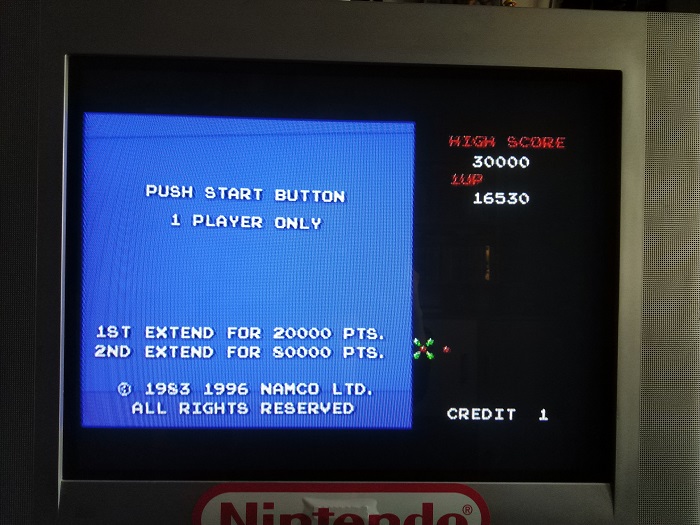 HIGH SCORE
30000
1UP
16530
PUSH START BUTTON
1 PLAYER ONLY
1ST EXTEND FOR 20000 PTS.
2ND EXTEND FOR 80000 PTS.
© 1983 1996 NAMCO LTD.
ALL RIGHTS RESERVED
CREDIT 1
Nintendo®